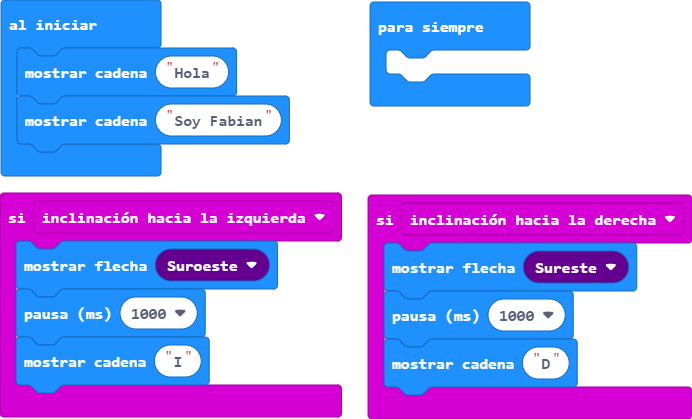 al iniciar
mostrar cadena "Hola"
mostrar cadena "Soy Fabian"
para siempre
si inclinación hacia la izquierda
mostrar flecha Suroeste
pausa (ms) 1000
mostrar cadena "I"
si inclinación hacia la derecha
mostrar flecha Sureste
pausa (ms) 1000
mostrar cadena "D"